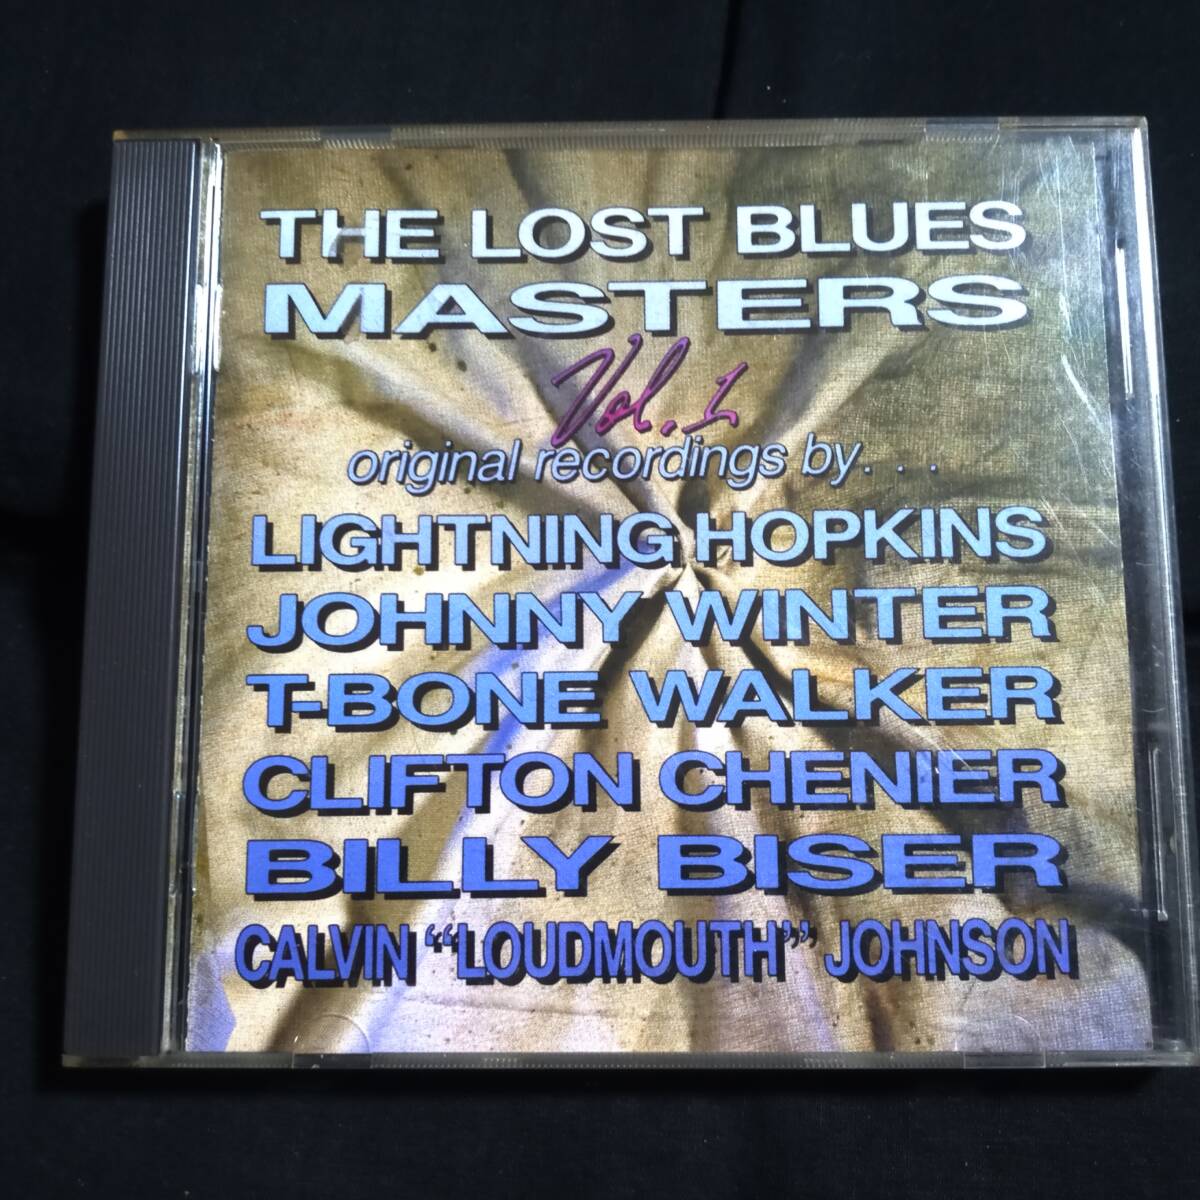 THE LOST BLUES
MASTERS
Vol. 1
original recordings by. . .
LIGHTNING HOPKINS
JOHNNY WINTER
T-BONE WALKER
CLIFTON CHENIER
BILLY BISER
CALVIN “LOUDMOUTH” JOHNSON